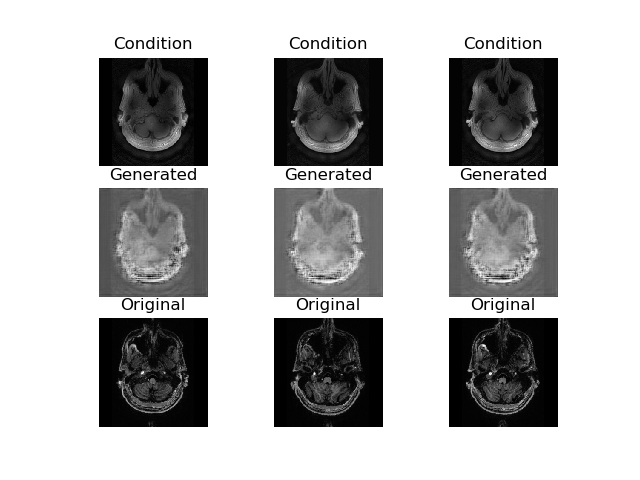 Condition Condition Condition
Generated Generated Generated
Original Original Original